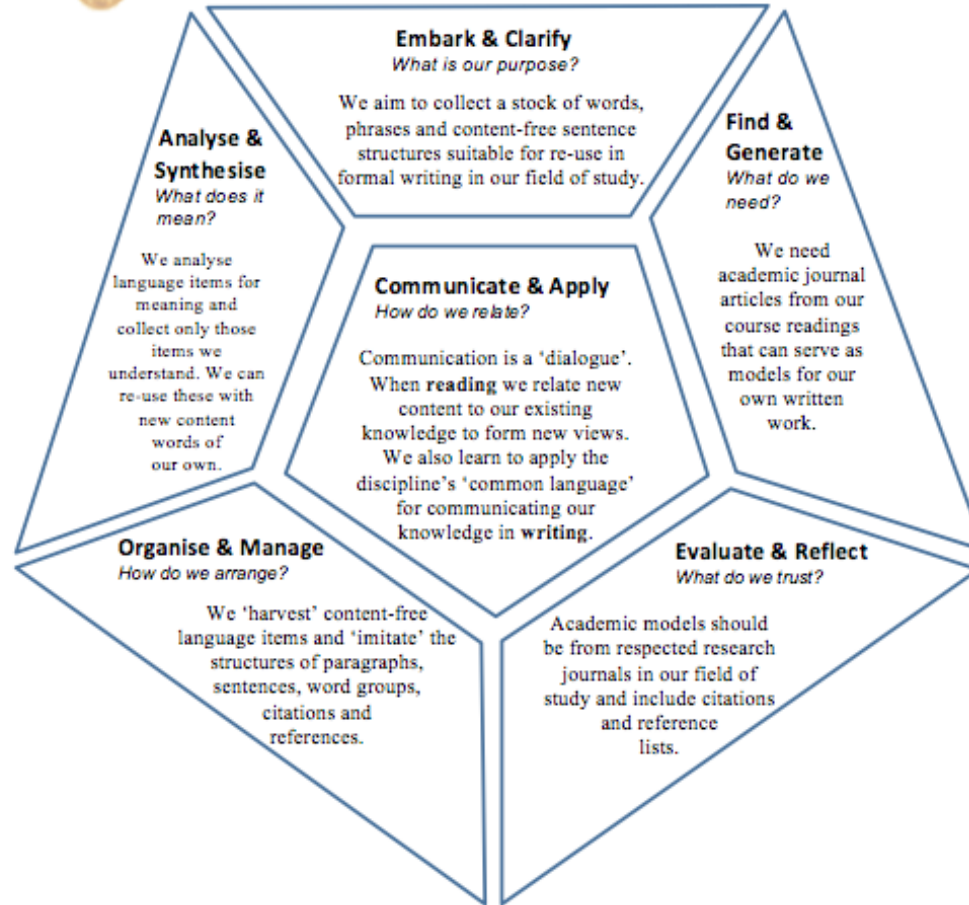 Embark & Clarify
What is our purpose?
We aim to collect a stock of words,
phrases and content-free sentence
structures suitable for re-use in
formal writing in our field of study.
Find &
Generate
What do we
need?
We need
academic journal
articles from our
course readings
that can serve as
models for our
own written
work.
Analyse &
Synthesise
What does it
mean?
We analyse
language items for
meaning and
collect only those
items we
understand. We can
re-use these with
new content
words of
our own.
Communicate & Apply
How do we relate?
Communication is a ‘dialogue’.
When reading we relate new
content to our existing
knowledge to form new views.
We also learn to apply the
discipline’s ‘common language’
for communicating our
knowledge in writing.
Organise & Manage
How do we arrange?
We ‘harvest’ content-free
language items and ‘imitate’ the
structures of paragraphs,
sentences, word groups,
citations and
references.
Evaluate & Reflect
What do we trust?
Academic models should
be from respected research
journals in our field of
study and include citations
and reference
lists.